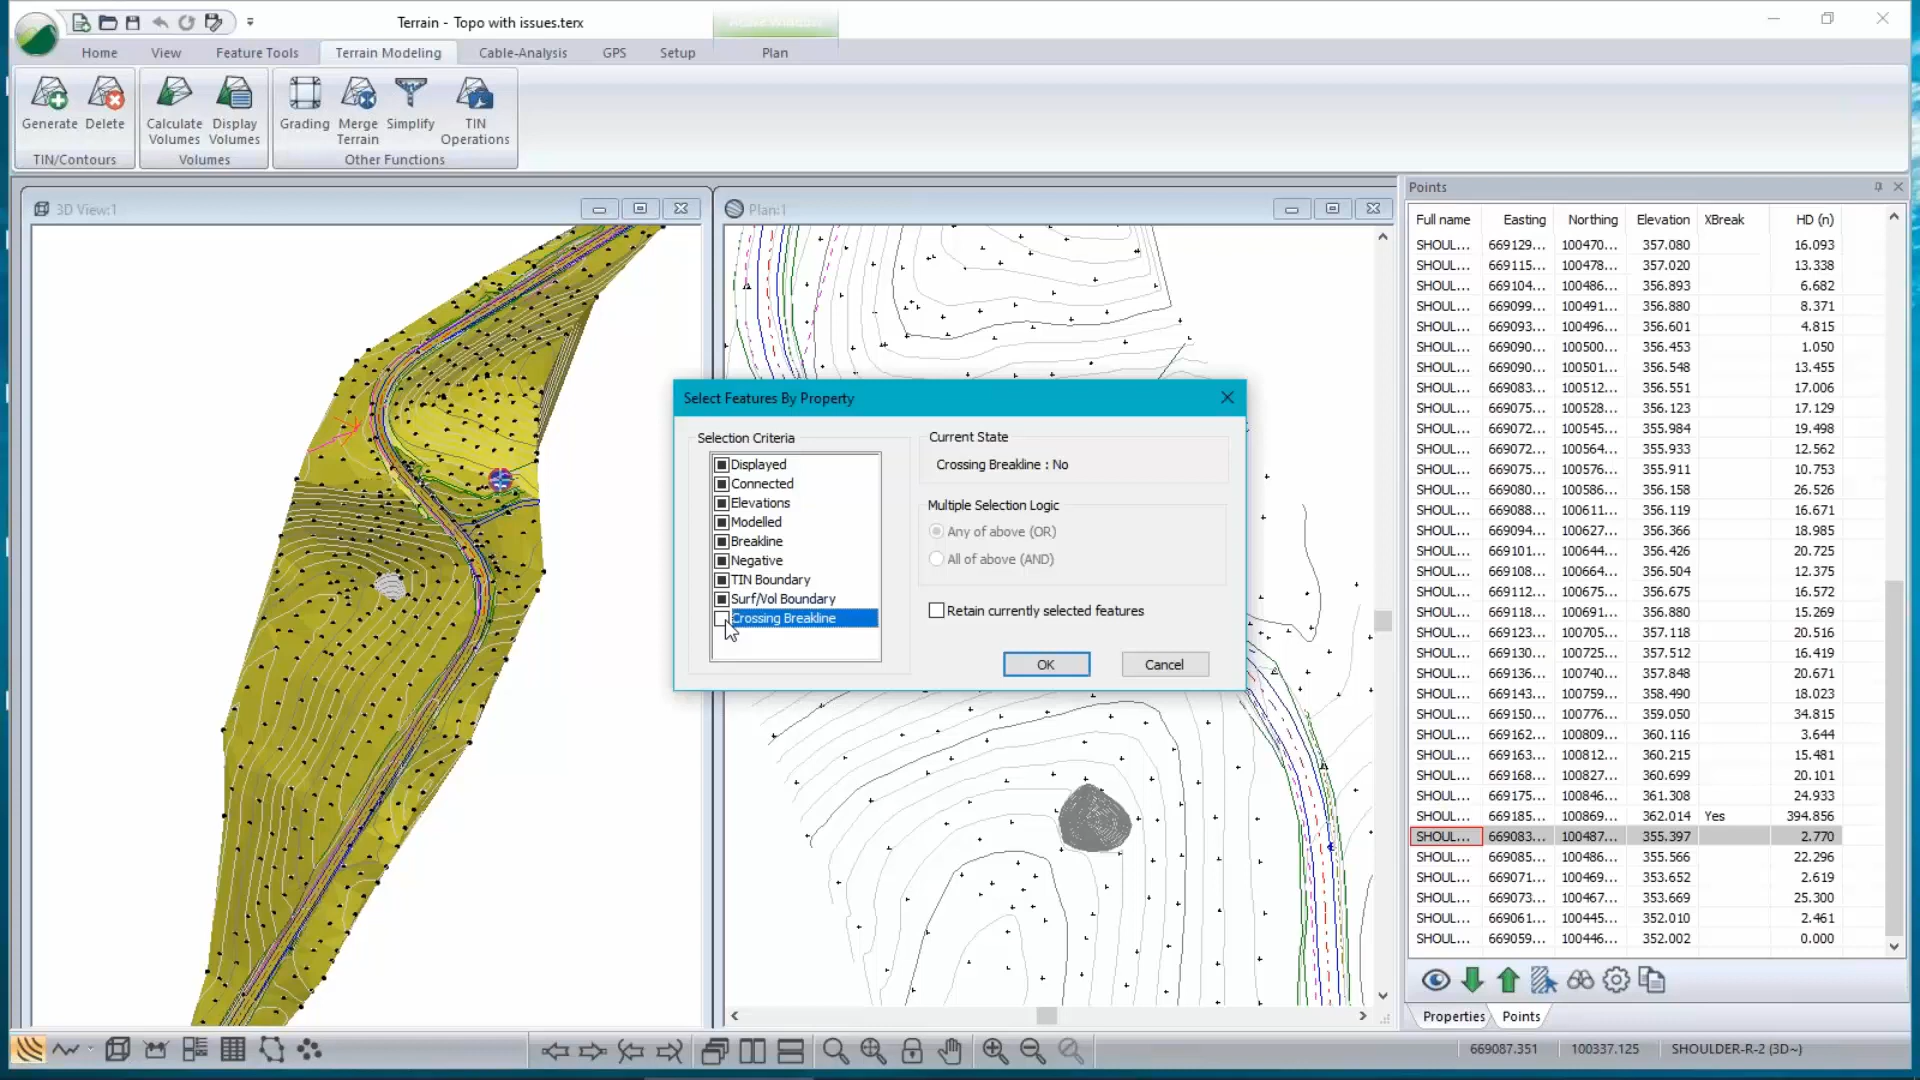 Terrain - Topo with issues.terx
Home View Feature Tools Terrain Modeling Cable-Analysis GPS Setup Plan
Generate Delete Calculate Volumes Display Volumes Grading Merge Terrain Simplify TIN Operations
TIN/Contours Volumes Other Functions
3D View:1
Plan:1
Points
Full name Easting Northing Elevation XBreak HD (n)
SHOUL... 669129... 100470... 357.080 16.093
SHOUL... 669115... 100478... 357.020 13.338
SHOUL... 669104... 100486... 356.893 6.682
SHOUL... 669099... 100491... 356.880 8.371
SHOUL... 669093... 100496... 356.601 4.815
SHOUL... 669090... 100500... 356.453 1.050
SHOUL... 669090... 100501... 356.548 13.455
SHOUL... 669083... 100512... 356.551 17.006
SHOUL... 669075... 100528... 356.123 17.129
SHOUL... 669072... 100545... 355.984 19.498
SHOUL... 669072... 100564... 355.933 12.562
SHOUL... 669075... 100576... 355.911 10.753
SHOUL... 669080... 100586... 356.158 26.526
SHOUL... 669088... 100611... 356.119 16.671
SHOUL... 669094... 100627... 356.366 18.985
SHOUL... 669101... 100644... 356.426 20.725
SHOUL... 669108... 100664... 356.504 12.375
SHOUL... 669112... 100675... 356.675 16.572
SHOUL... 669118... 100691... 356.880 15.269
SHOUL... 669123... 100705... 357.118 20.516
SHOUL... 669130... 100725... 357.512 16.419
SHOUL... 669136... 100740... 357.848 20.671
SHOUL... 669143... 100759... 358.490 18.023
SHOUL... 669150... 100776... 359.050 34.815
SHOUL... 669162... 100809... 360.116 3.644
SHOUL... 669163... 100812... 360.215 15.481
SHOUL... 669168... 100827... 360.699 20.101
SHOUL... 669175... 100846... 361.308 24.933
SHOUL... 669185... 100869... 362.014 Yes 394.856
SHOUL... 669083... 100487... 355.397 2.770
SHOUL... 669085... 100486... 355.566 22.296
SHOUL... 669071... 100469... 353.652 2.619
SHOUL... 669073... 100467... 353.669 25.300
SHOUL... 669061... 100445... 352.010 2.461
SHOUL... 669059... 100446... 352.002 0.000
Properties Points
Select Features By Property
Selection Criteria
Displayed
Connected
Elevations
Modelled
Breakline
Negative
TIN Boundary
Surf/Vol Boundary
Crossing Breakline
Current State
Crossing Breakline : No
Multiple Selection Logic
Any of above (OR)
All of above (AND)
Retain currently selected features
OK Cancel
669087.351 100337.125 SHOULDER-R-2 (3D~)